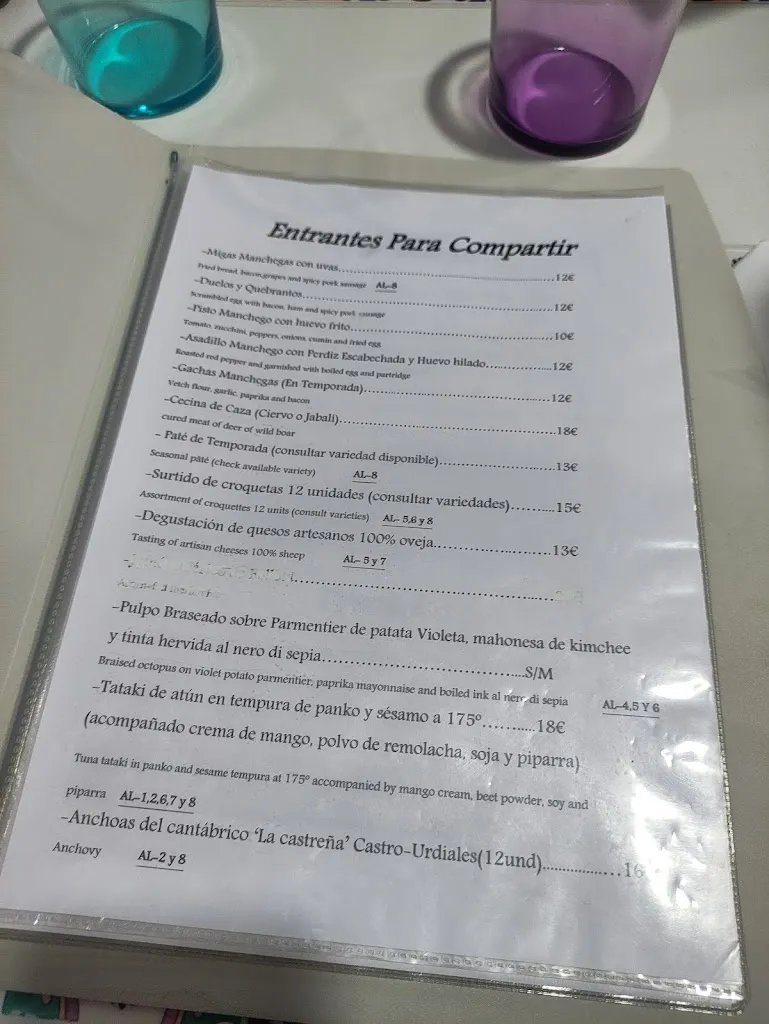 Entrantes Para Compartir
-Migas Manchegas con uvas..............................12€
Fried bread, bacon,grapes and spicy pork sausage AL-8
-Duelos y Quebrantos..............................12€
Scrambled egg with bacon, ham and spicy pork sausage
-Pisto Manchego con huevo frito..............................10€
Tomato, zucchini, peppers, onions, cumin and fried egg
-Asadillo Manchego con Perdiz Escabechada y Huevo hilado................12€
Roasted red pepper and garnished with boiled egg and partridge
-Gachas Manchegas (En Temporada)..............................12€
Vetch flour, garlic, paprika and bacon
-Cecina de Caza (Ciervo o Jabalí)..............................18€
cured meat of deer of wild boar
- Paté de Temporada (consultar variedad disponible)....................13€
Seasonal pâté (check available variety) AL-8
-Surtido de croquetas 12 unidades (consultar variedades)..........15€
Assortment of croquettes 12 units (consult varieties) AL- 5,6 y 8
-Degustación de quesos artesanos 100% oveja....................13€
Tasting of artisan cheeses 100% sheep AL- 5 y 7
-Pulpo Braseado sobre Parmentier de patata Violeta, mahonesa de kimchee
y tinta hervida al nero di sepia..............................S/M
Braised octopus on violet potato parmentier, paprika mayonnaise and boiled ink al nero di sepia AL-4,5 Y 6
-Tataki de atún en tempura de panko y sésamo a 175º..........18€
(acompañado crema de mango, polvo de remolacha, soja y piparra)
Tuna tataki in panko and sesame tempura at 175º accompanied by mango cream, beet powder, soy and
piparra AL-1,2,6,7 y 8
-Anchoas del cantábrico 'La castreña' Castro-Urdiales(12und)..................16
Anchovy AL-2 y 8